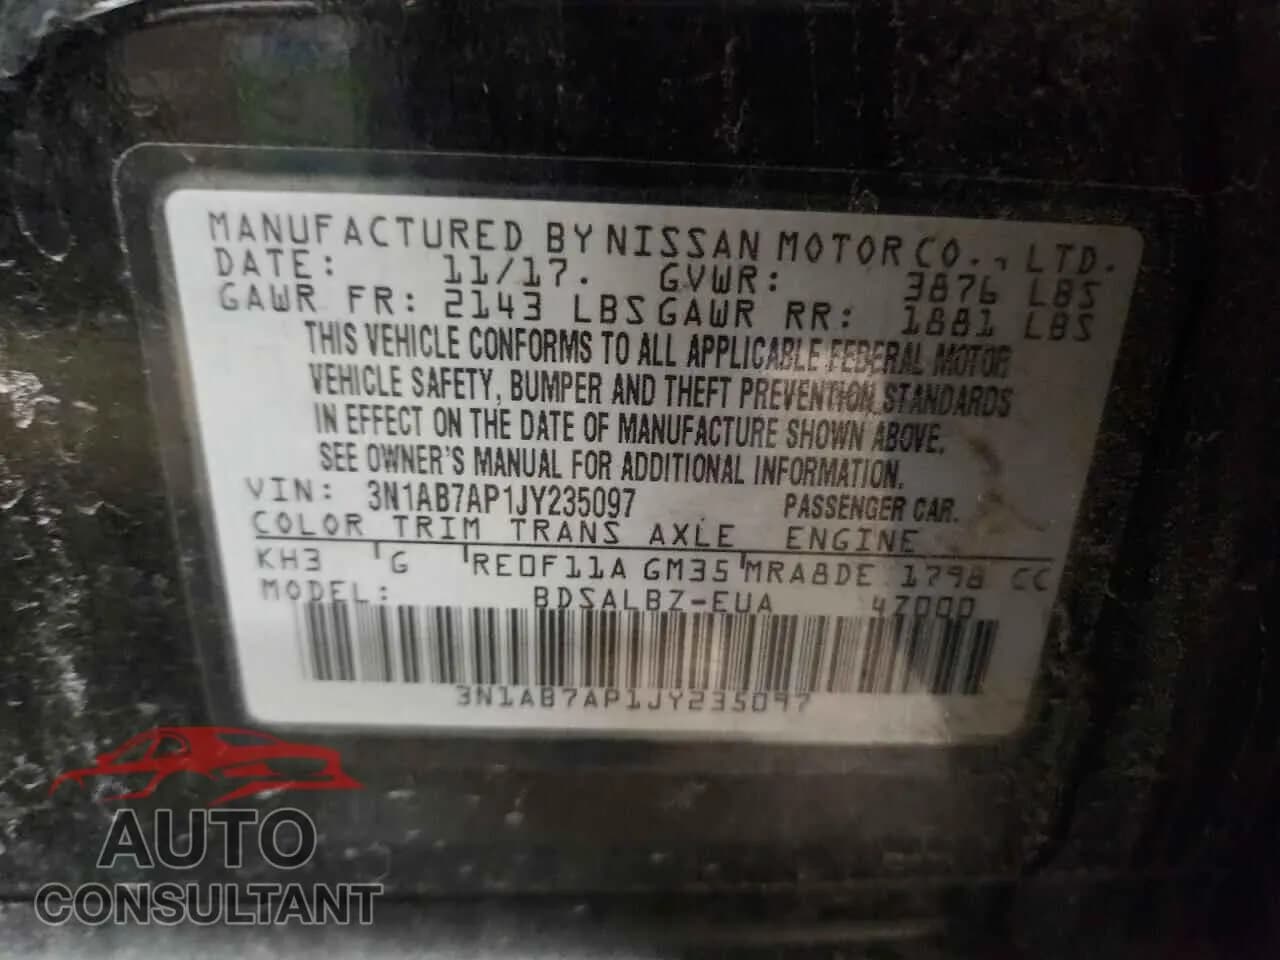 MANUFACTURED BY NISSAN MOTOR CO., LTD.
DATE: 11/17. GVWR: 3876 LBS
GAWR FR: 2143 LBS GAWR RR: 1881 LBS
THIS VEHICLE CONFORMS TO ALL APPLICABLE FEDERAL MOTOR
VEHICLE SAFETY, BUMPER AND THEFT PREVENTION STANDARDS
IN EFFECT ON THE DATE OF MANUFACTURE SHOWN ABOVE.
SEE OWNER'S MANUAL FOR ADDITIONAL INFORMATION.
VIN: 3N1AB7AP1JY235097 PASSENGER CAR.
COLOR TRIM TRANS AXLE ENGINE
KH3 G RE0F11A GM35 MRA8DE 1798 CC
MODEL: BDSALBZ-EUA 47000
3N1AB7AP1JY235097
AUTO
CONSULTANT